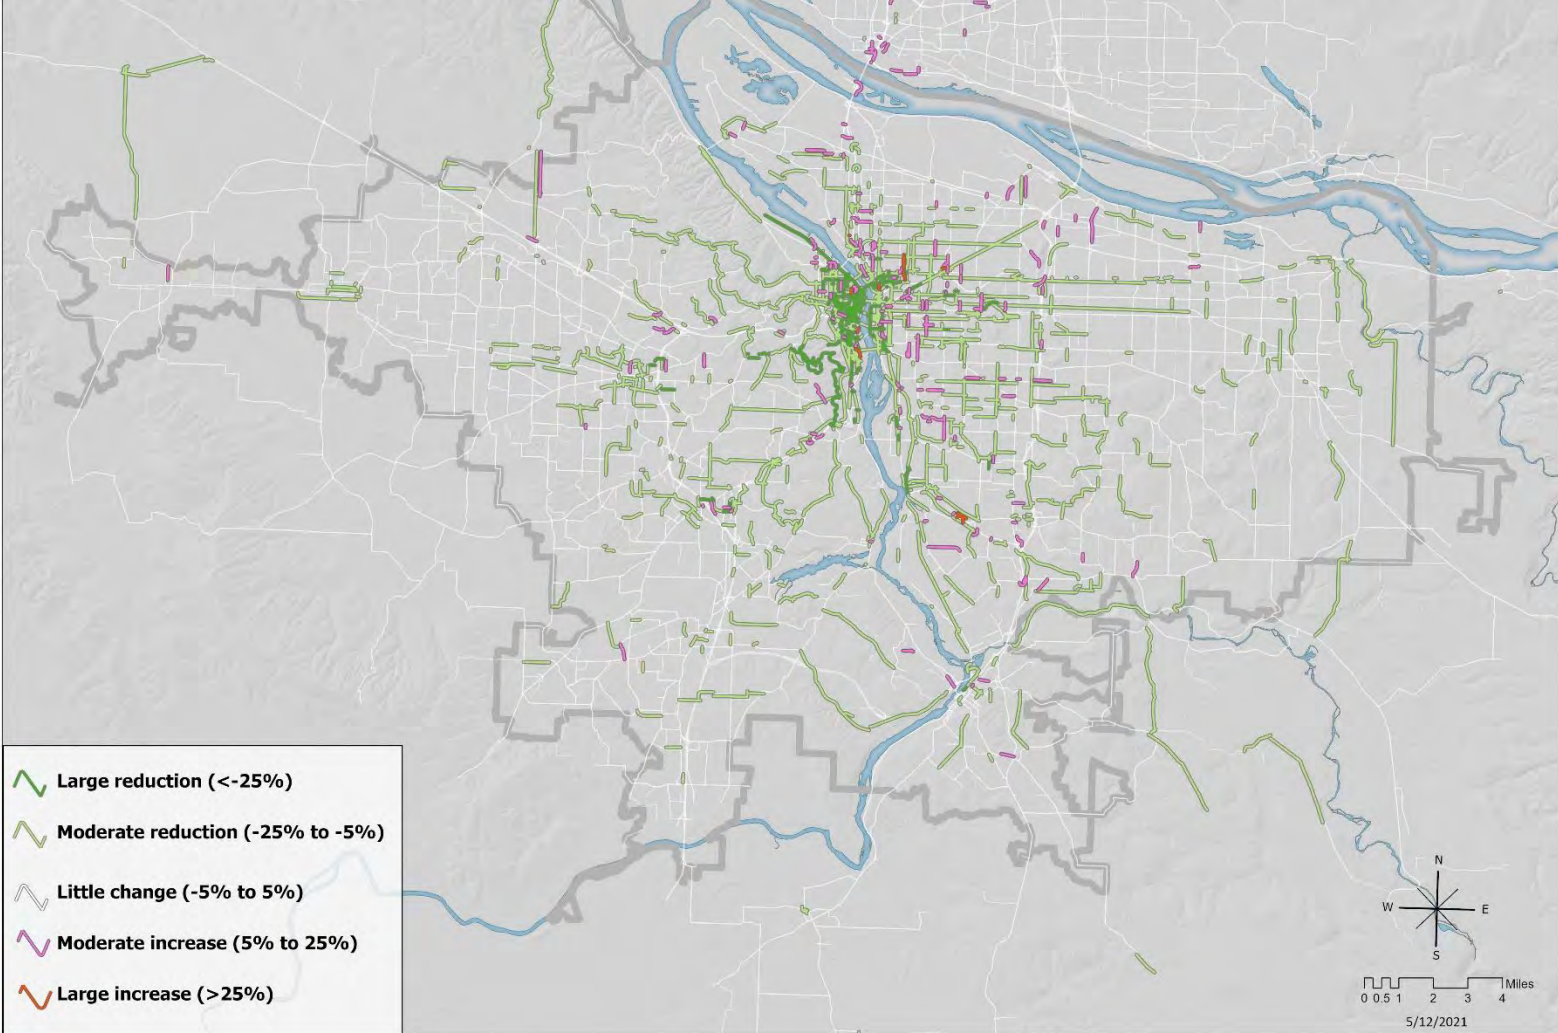 Large reduction (<-25%)
Moderate reduction (-25% to -5%)
Little change (-5% to 5%)
Moderate increase (5% to 25%)
Large increase (>25%)
N
W E
S
Miles
0 0.5 1 2 3 4
5/12/2021